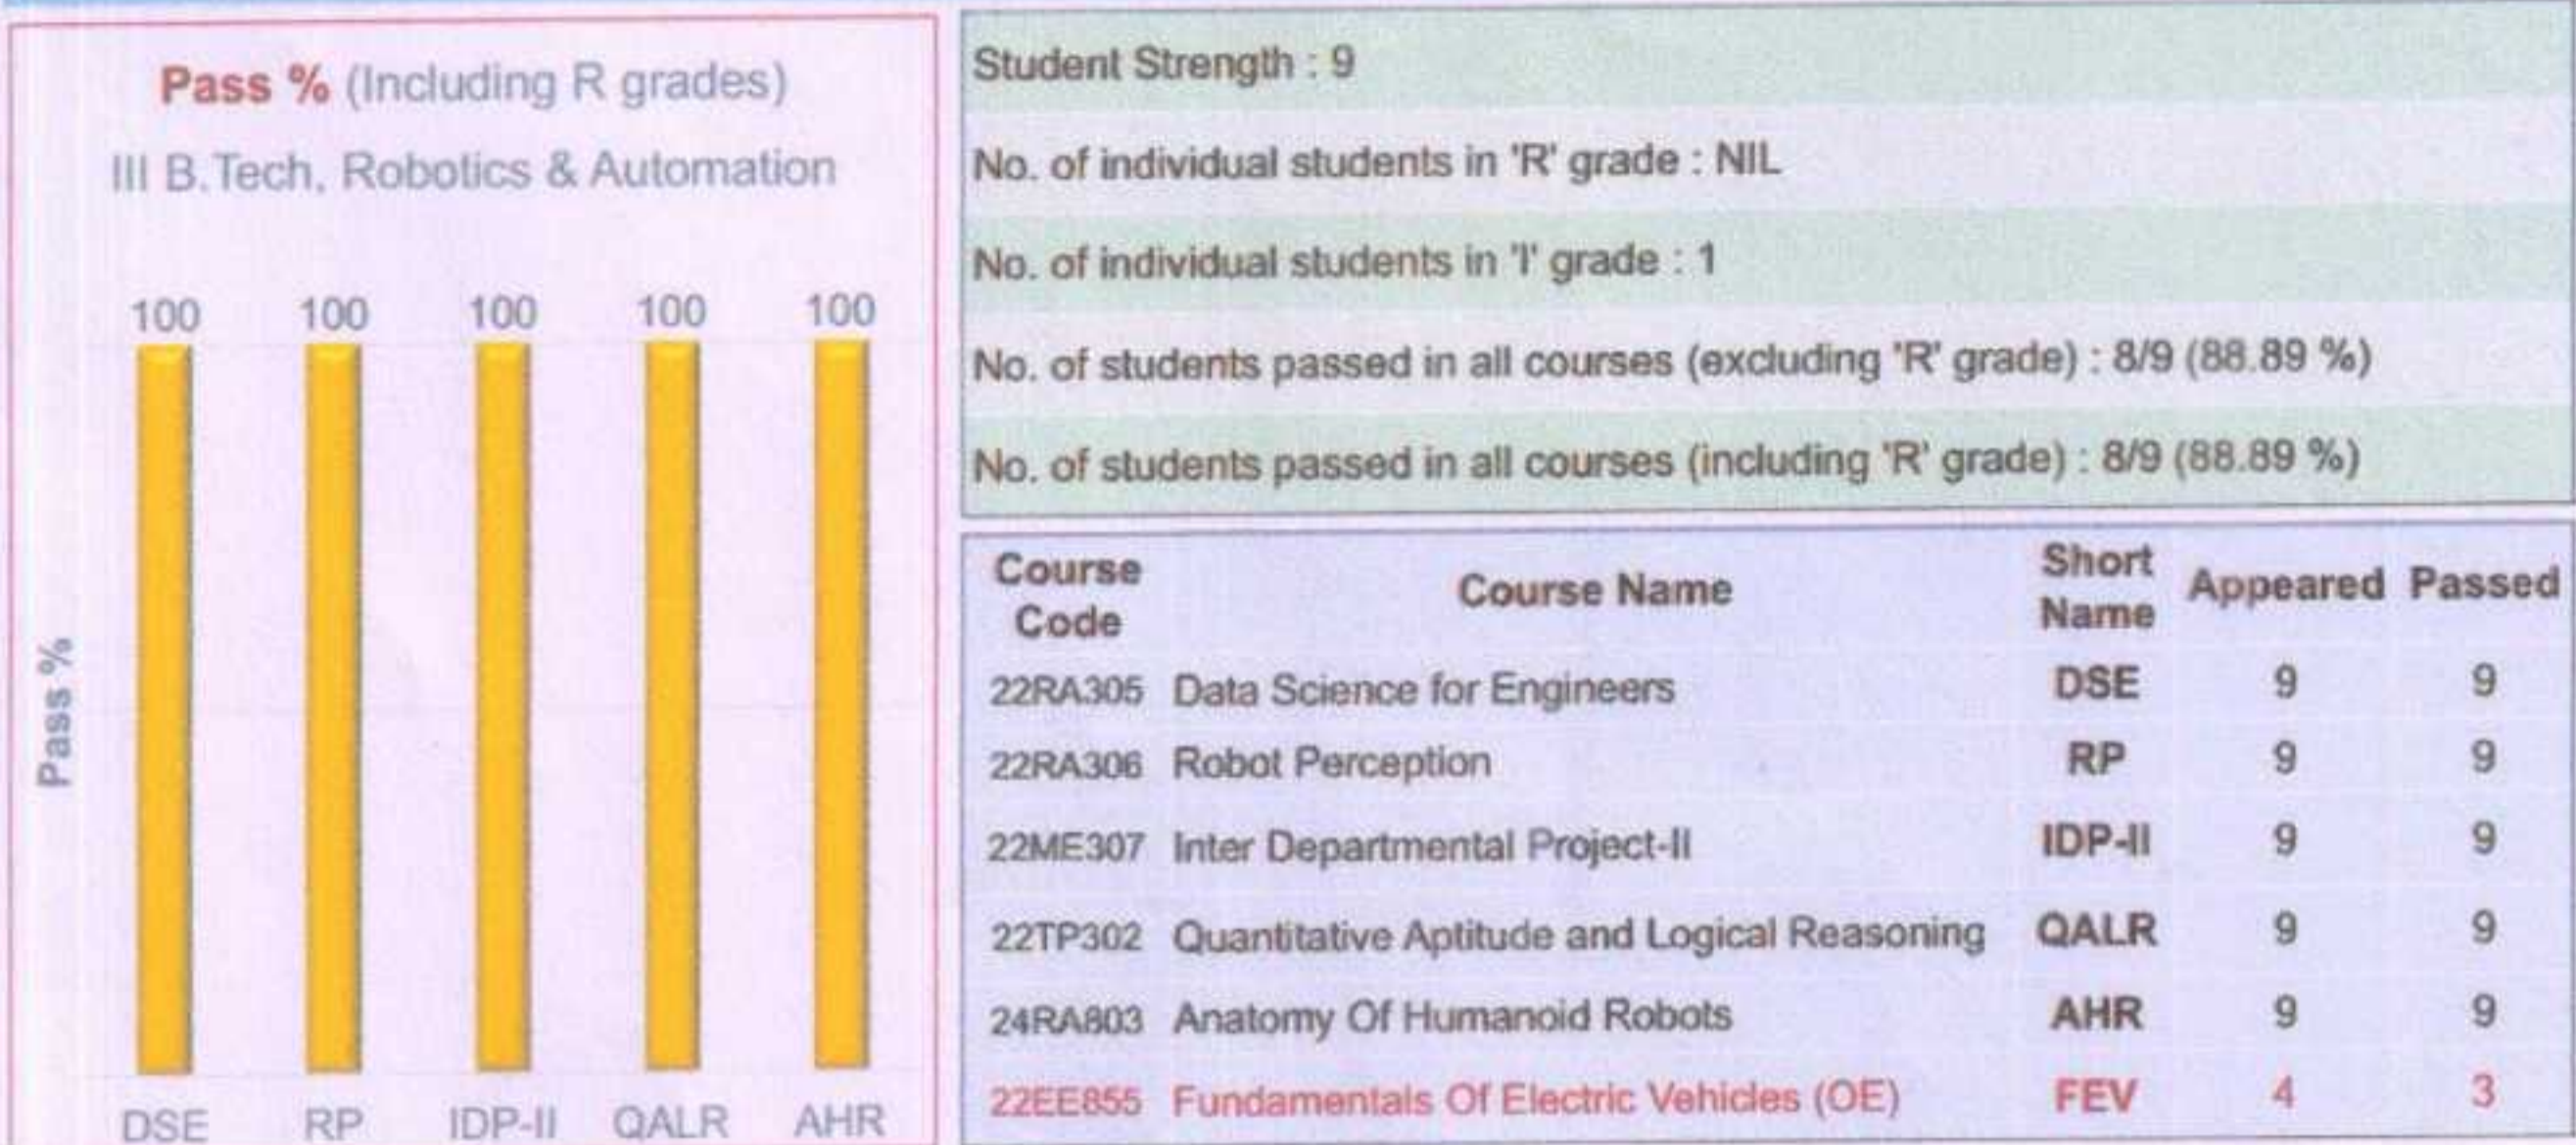 Pass % (Including R grades)
III B.Tech, Robotics & Automation
100 100 100 100 100
Pass %
DSE RP IDP-II QALR AHR
Student Strength : 9
No. of individual students in 'R' grade : NIL
No. of individual students in 'I' grade : 1
No. of students passed in all courses (excluding 'R' grade) : 8/9 (88.89 %)
No. of students passed in all courses (including 'R' grade) : 8/9 (88.89 %)
Course Code Course Name Short Name Appeared Passed
22RA305 Data Science for Engineers DSE 9 9
22RA306 Robot Perception RP 9 9
22ME307 Inter Departmental Project-II IDP-II 9 9
22TP302 Quantitative Aptitude and Logical Reasoning QALR 9 9
24RA803 Anatomy Of Humanoid Robots AHR 9 9
22EE855 Fundamentals Of Electric Vehicles (OE) FEV 4 3